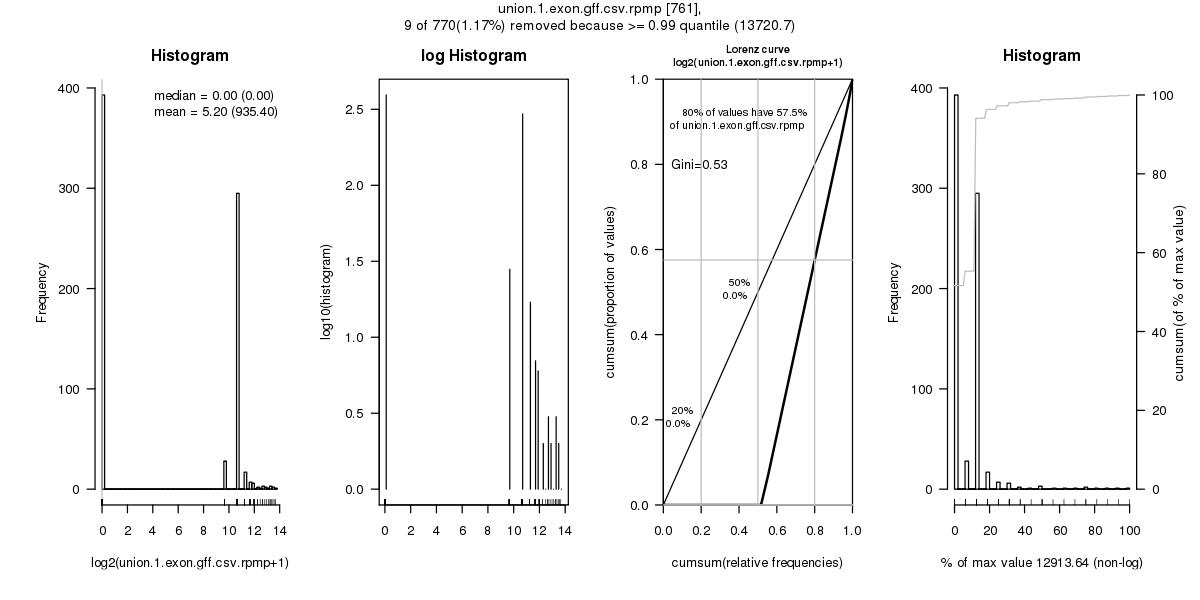 union.1.exon.gff.csv.rpmp [761],
9 of 770(1.17%) removed because >= 0.99 quantile (13720.7)
Histogram
median = 0.00 (0.00)
mean = 5.20 (935.40)
400
300
200
100
0
Frequency
0 2 4 6 8 10 12 14
log2(union.1.exon.gff.csv.rpmp+1)
log Histogram
2.5
2.0
1.5
1.0
0.5
0.0
log10(histogram)
0 2 4 6 8 10 12 14
Lorenz curve
log2(union.1.exon.gff.csv.rpmp+1)
80% of values have 57.5%
of union.1.exon.gff.csv.rpmp
Gini=0.53
50%
0.0%
20%
0.0%
1.0
0.8
0.6
0.4
0.2
0.0
cumsum(proportion of values)
0.0 0.2 0.4 0.6 0.8 1.0
cumsum(relative frequencies)
Histogram
400
300
200
100
0
Frequency
100
80
60
40
20
0
cumsum(of % of max value)
0 20 40 60 80 100
% of max value 12913.64 (non-log)